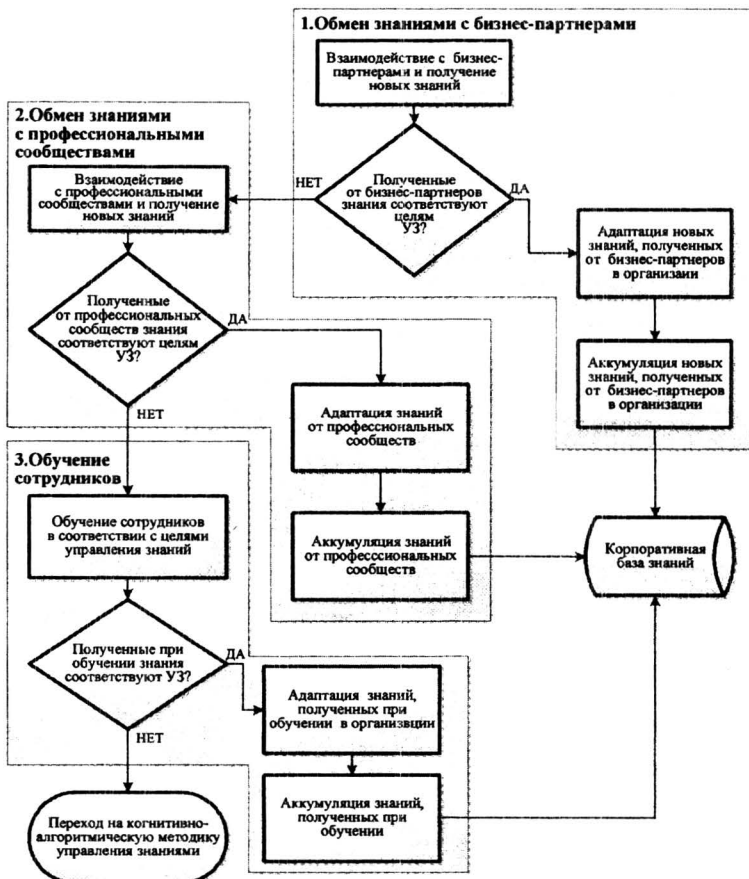 1.Обмен знаниями с бизнес-партнерами
Взаимодействие с бизнес-
партнерами и получение
новых знаний
Полученные
от бизнес-партнеров
знания соответствуют
целям
УЗ?
НЕТ
ДА
Адаптация новых
знаний, полученных
от бизнес-партнеров
в организаии
Аккумуляция новых
знаний, полученных
от бизнес-партнеров
в организации
2.Обмен знаниями
с профессиональными
сообществами
Взаимодействие
с профессиональными
сообществами и получение
новых знаний
Полученные
от профессиональных
сообществ знания
соответствуют целям
УЗ?
ДА
НЕТ
Адаптация знаний
от профессиональных
сообществ
Аккумуляция знаний
от професссиональных
сообществ
Корпоративная
база знаний
3.Обучение
сотрудников
Обучение сотрудников
в соответствии с целями
управления знаний
Полученные при
обучении знания
соответствуют УЗ?
ДА
НЕТ
Адаптация знаний,
полученных при
обучении в организвции
Аккумуляция знаний,
полученных при
обучении
Переход на когнитивно-
алгоритмическую методику
управления знаниями